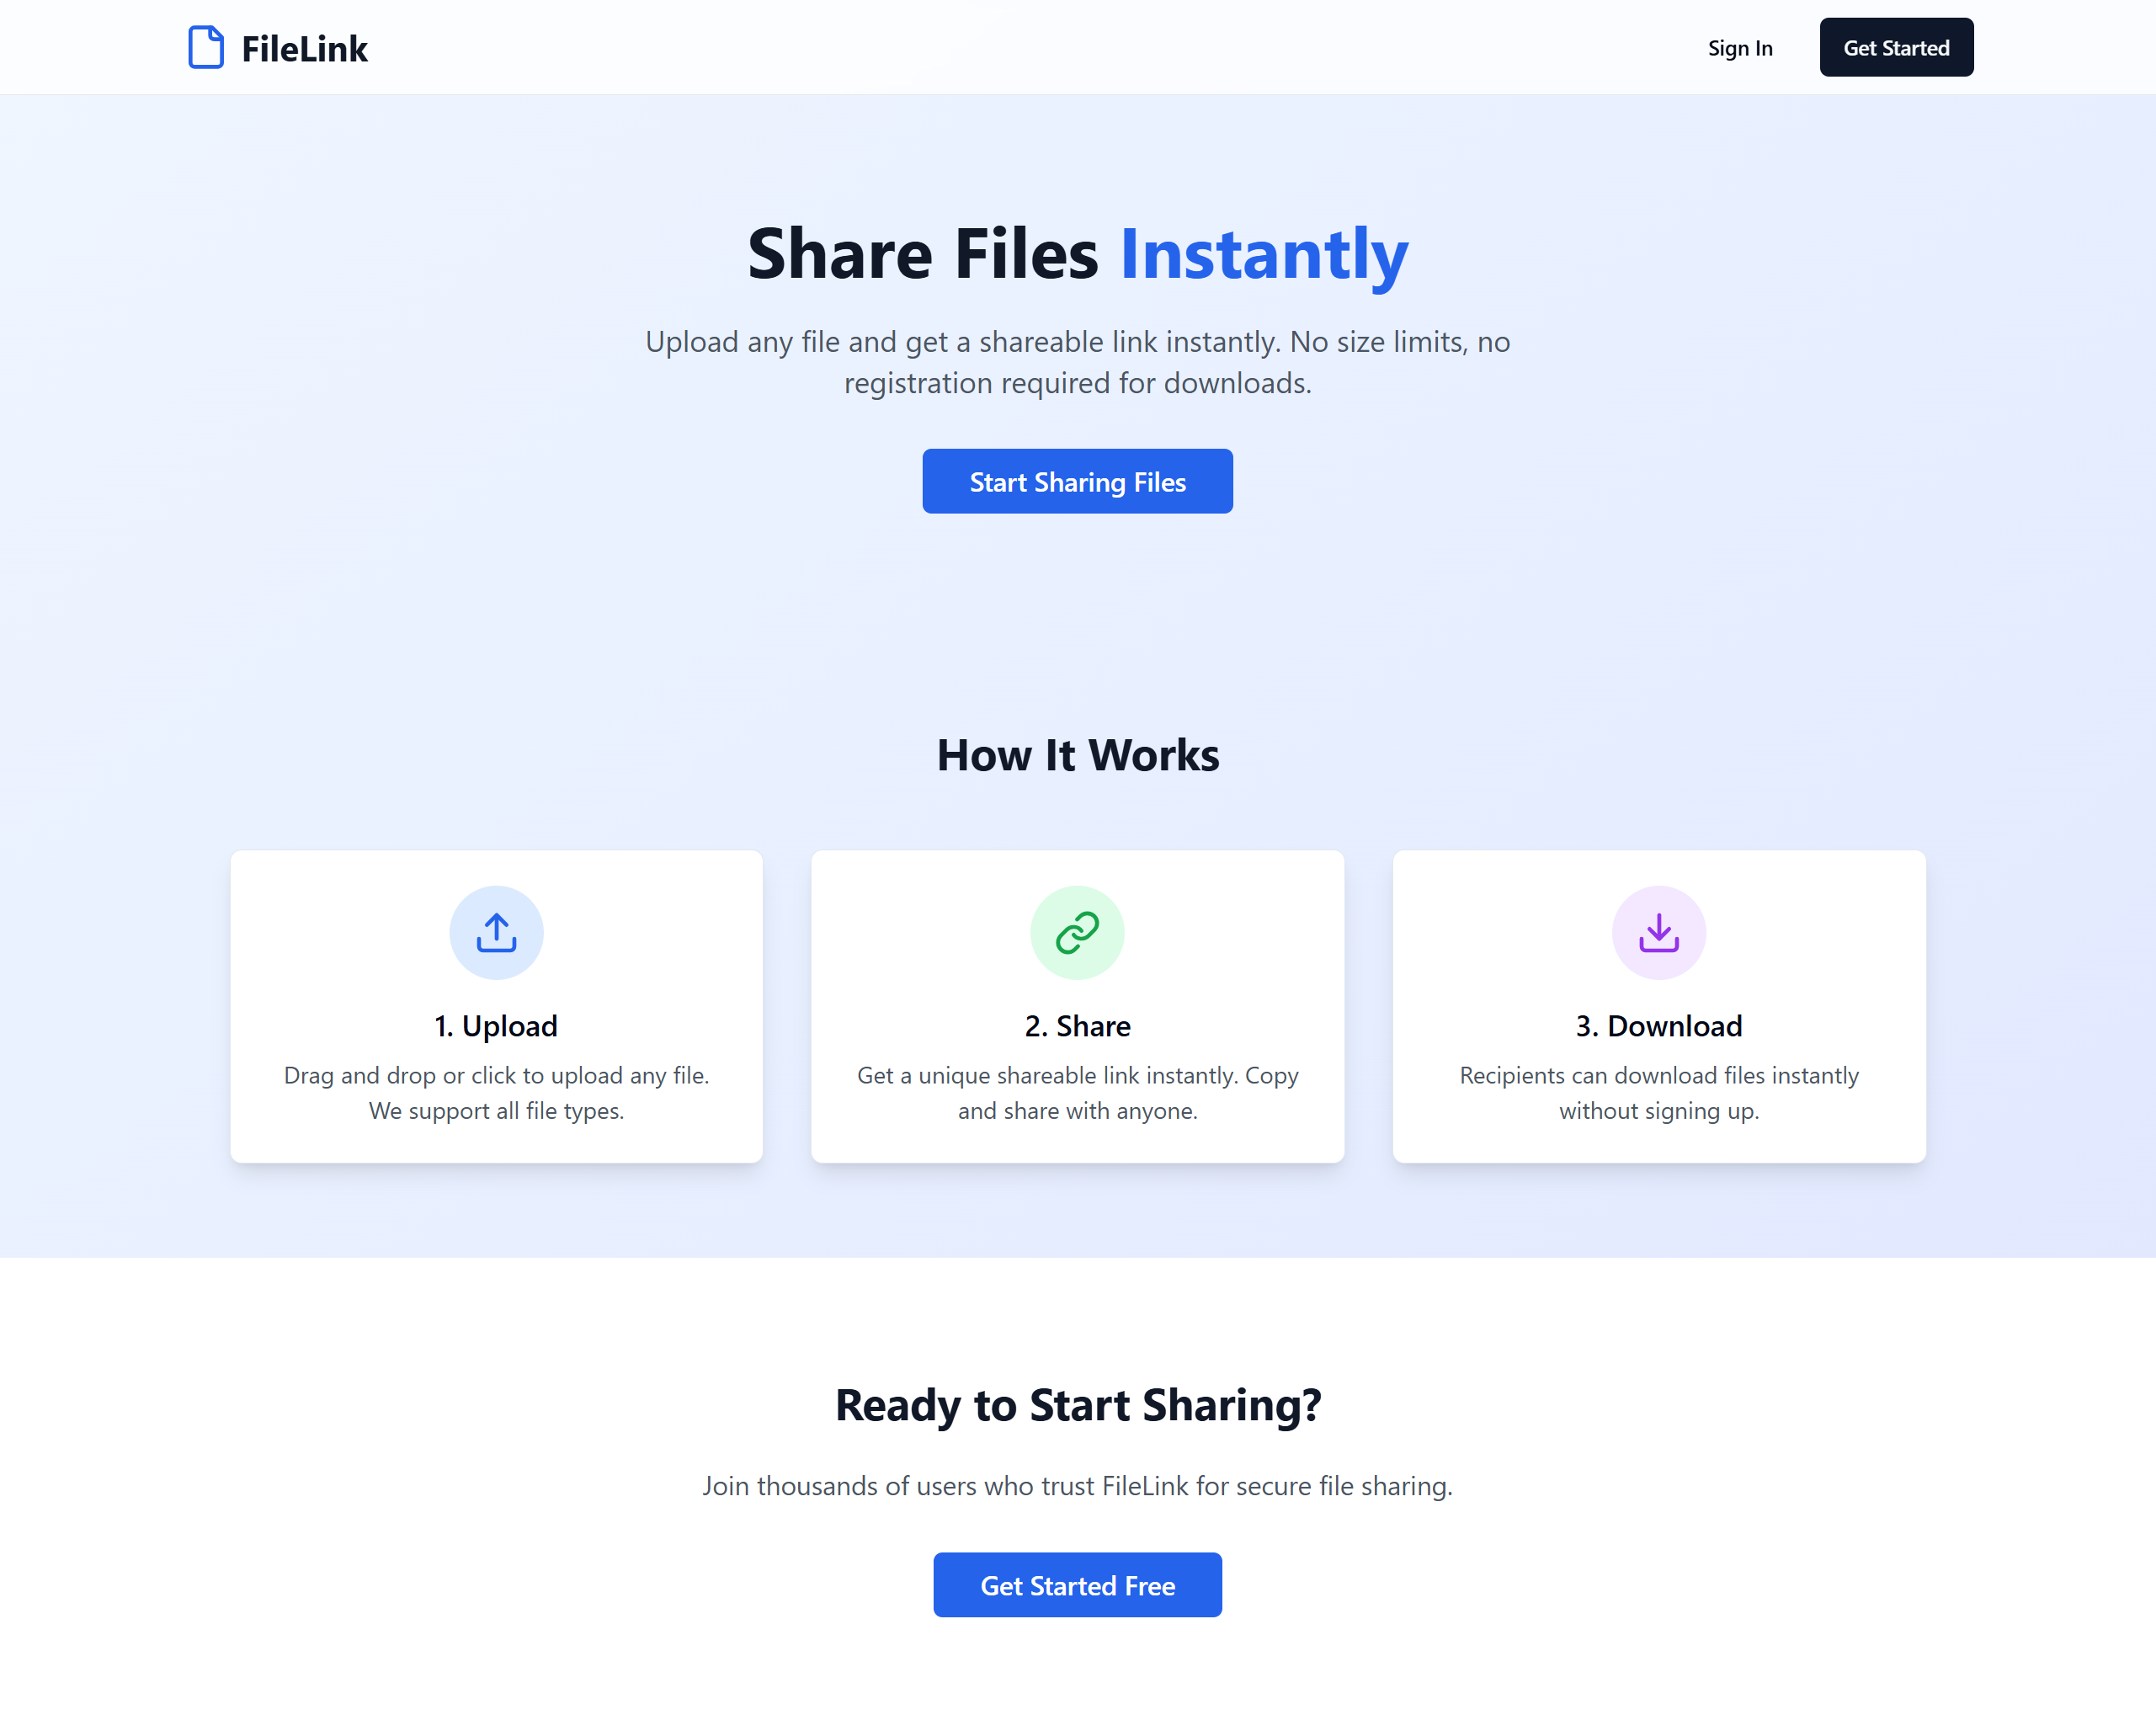 FileLink
Sign In
Get Started
Share Files Instantly
Upload any file and get a shareable link instantly. No size limits, no
registration required for downloads.
Start Sharing Files
How It Works
1. Upload
Drag and drop or click to upload any file.
We support all file types.
2. Share
Get a unique shareable link instantly. Copy
and share with anyone.
3. Download
Recipients can download files instantly
without signing up.
Ready to Start Sharing?
Join thousands of users who trust FileLink for secure file sharing.
Get Started Free